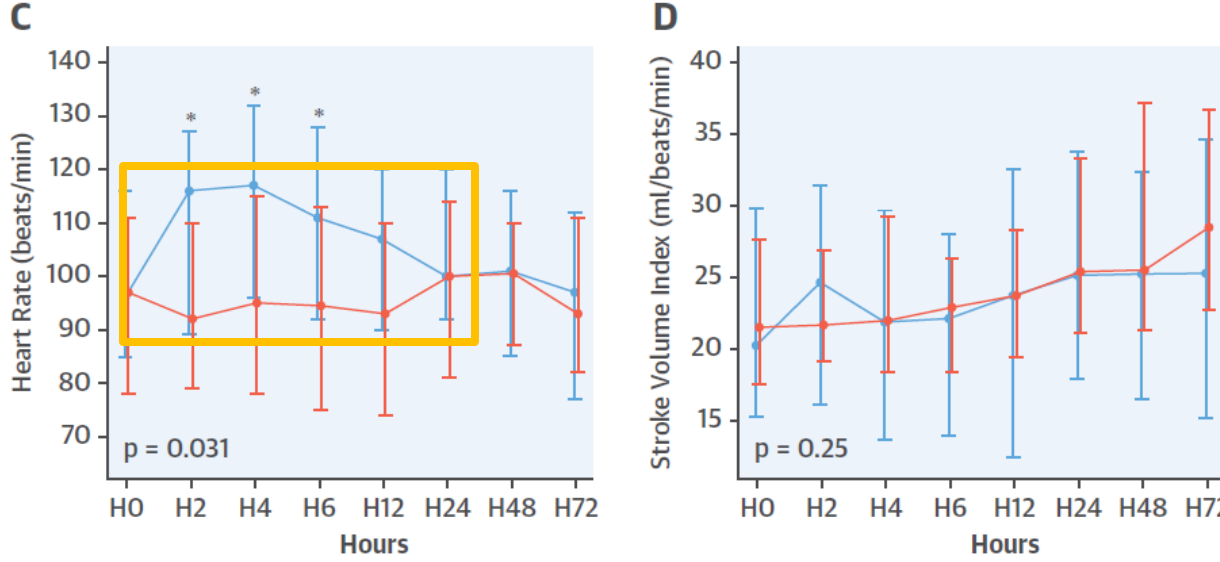 C
Heart Rate (beats/min)
140
130
120
110
100
90
80
70
*
*
*
p = 0.031
H0 H2 H4 H6 H12 H24 H48 H72
Hours
D
Stroke Volume Index (ml/beats/min)
40
35
30
25
20
15
p = 0.25
H0 H2 H4 H6 H12 H24 H48 H72
Hours